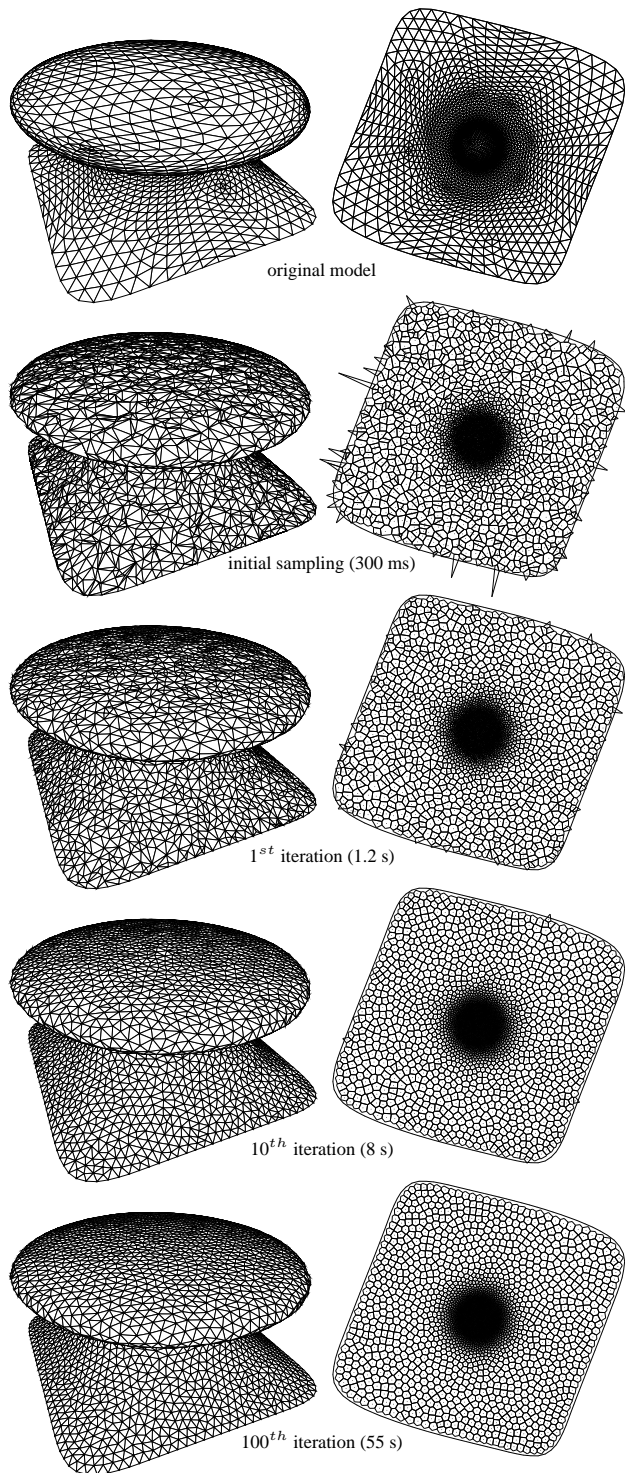 original model
initial sampling (300 ms)
1st iteration (1.2 s)
10th iteration (8 s)
100th iteration (55 s)